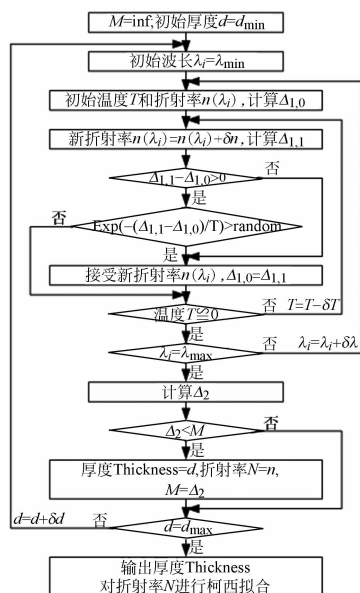 M=inf;初始厚度d=dmin
初始波长λi=λmin
初始温度T和折射率n(λi),计算Δ1,0
新折射率n(λi)=n(λi)+δn,计算Δ1,1
Δ1,1−Δ1,0>0
否
是
否
Exp(−(Δ1,1−Δ1,0)/T)>random
是
接受新折射率n(λi),Δ1,0=Δ1,1
温度T≦0
否
T=T−δT
是
λi=λmax
否
λi=λi+δλ
是
计算Δ2
Δ2<M
否
是
厚度Thickness=d,折射率N=n,
M=Δ2
d=d+δd
否
d=dmax
是
输出厚度Thickness
对折射率N进行柯西拟合